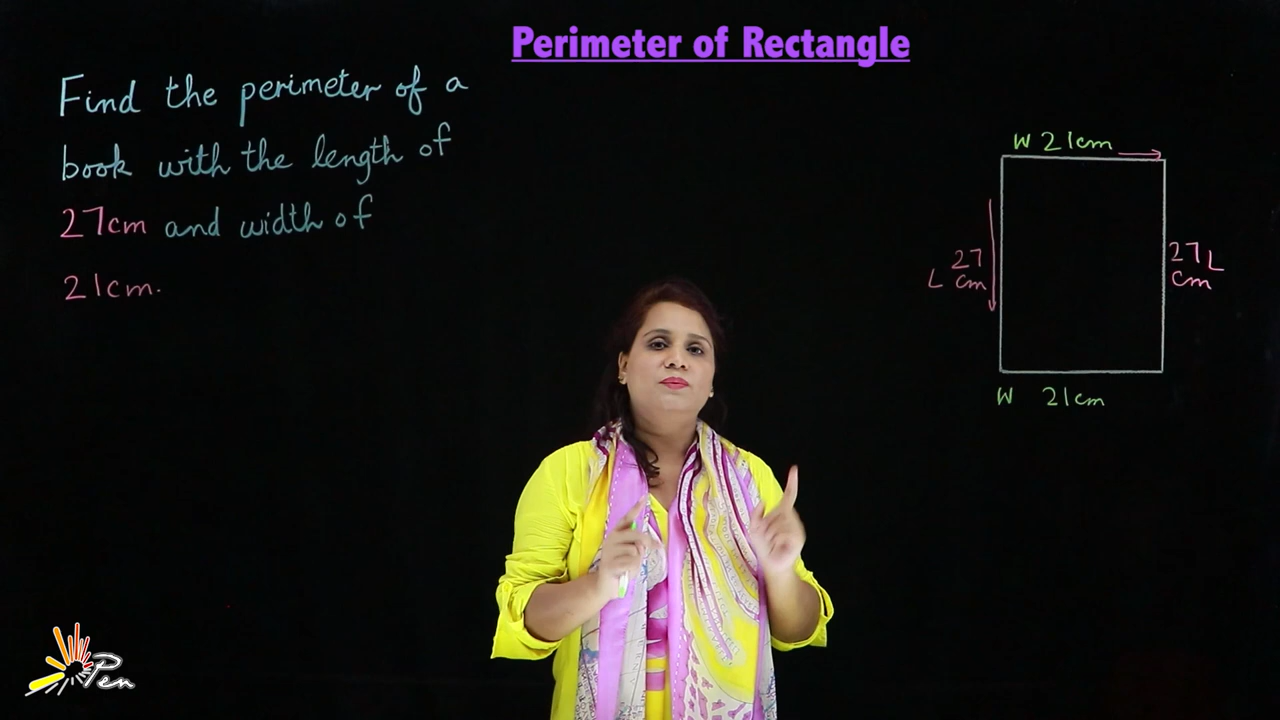 Perimeter of Rectangle
Find the perimeter of a
book with the length of
27cm and width of
21cm.
W 21cm
L 27
cm
27 L
cm
W 21cm
Pen